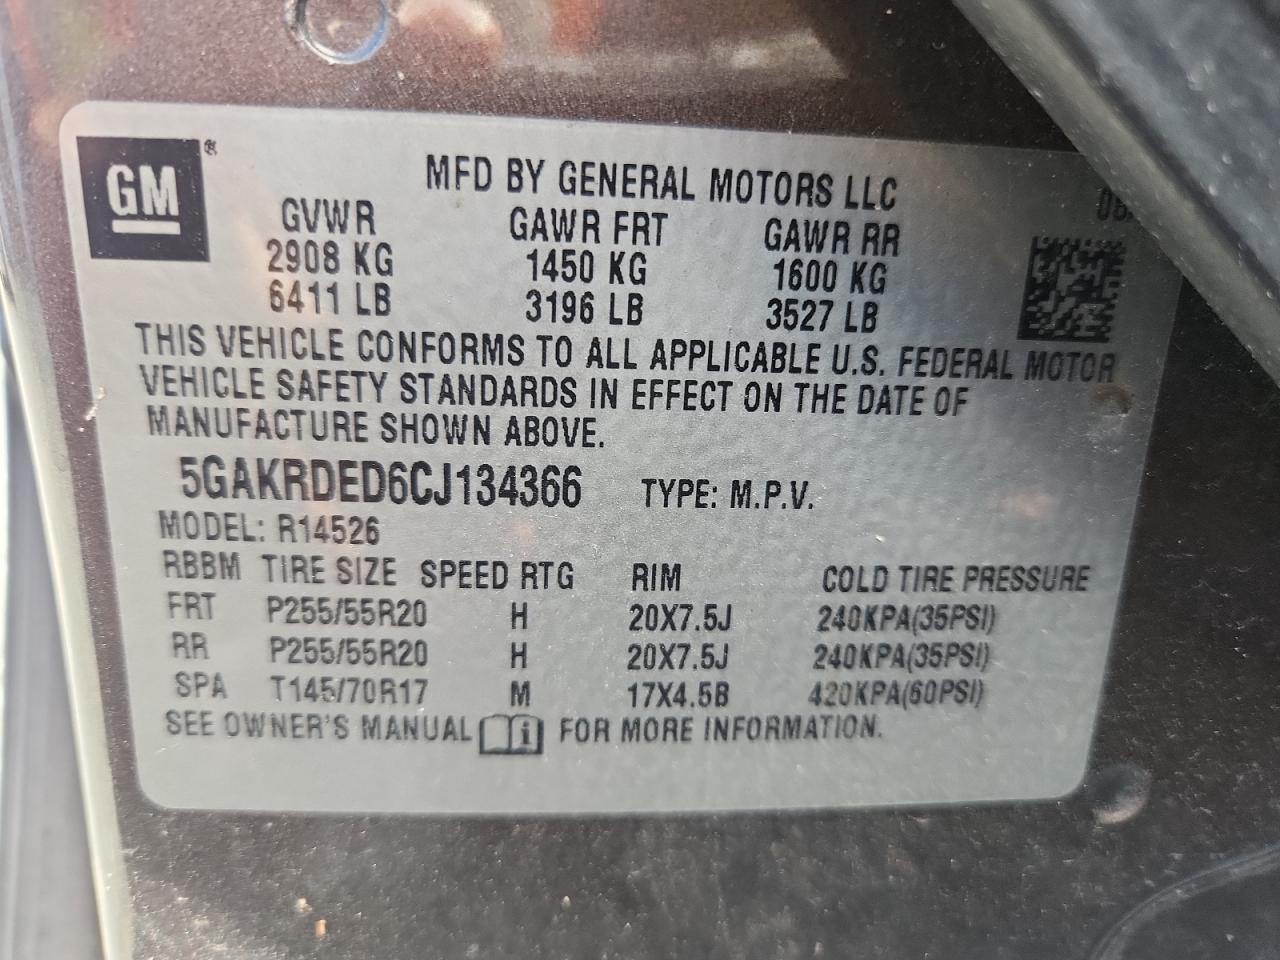 GM®
MFD BY GENERAL MOTORS LLC
GVWR GAWR FRT GAWR RR
2908 KG 1450 KG 1600 KG
6411 LB 3196 LB 3527 LB
THIS VEHICLE CONFORMS TO ALL APPLICABLE U.S. FEDERAL MOTOR
VEHICLE SAFETY STANDARDS IN EFFECT ON THE DATE OF
MANUFACTURE SHOWN ABOVE.
5GAKRDED6CJ134366 TYPE: M.P.V.
MODEL: R14526
RBBM TIRE SIZE SPEED RTG RIM COLD TIRE PRESSURE
FRT P255/55R20 H 20X7.5J 240KPA(35PSI)
RR P255/55R20 H 20X7.5J 240KPA(35PSI)
SPA T145/70R17 M 17X4.5B 420KPA(60PSI)
SEE OWNER'S MANUAL FOR MORE INFORMATION.